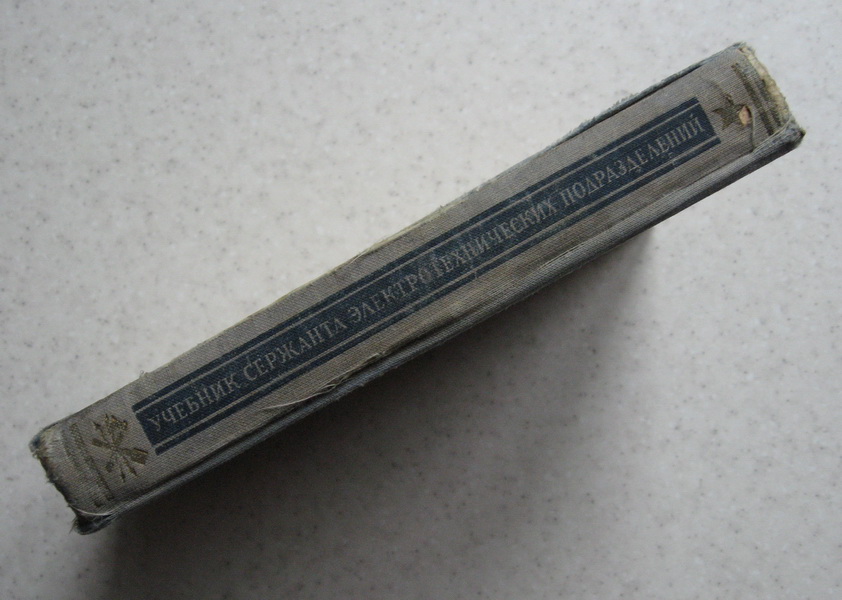 УЧЕБНИК СЕРЖАНТА ЭЛЕКТРОТЕХНИЧЕСКИХ ПОДРАЗДЕЛЕНИЙ